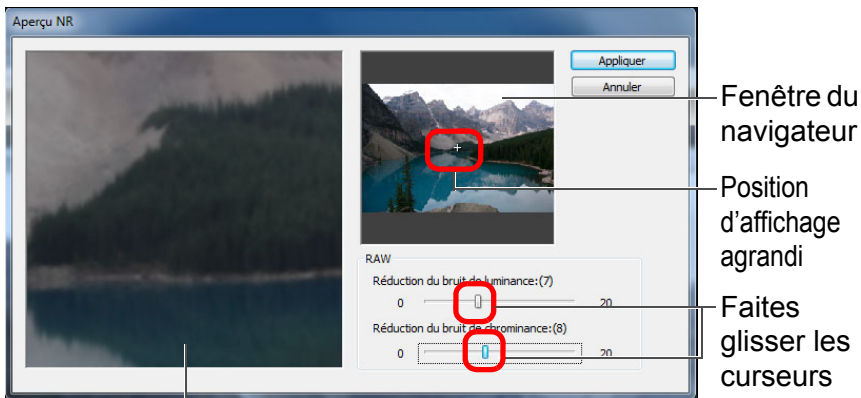 Aperçu NR
Appliquer
Annuler
Fenêtre du
navigateur
Position
d'affichage
agrandi
RAW
Réduction du bruit de luminance:(7)
0 20
Réduction du bruit de chrominance:(8)
0 20
Faites
glisser les
curseurs